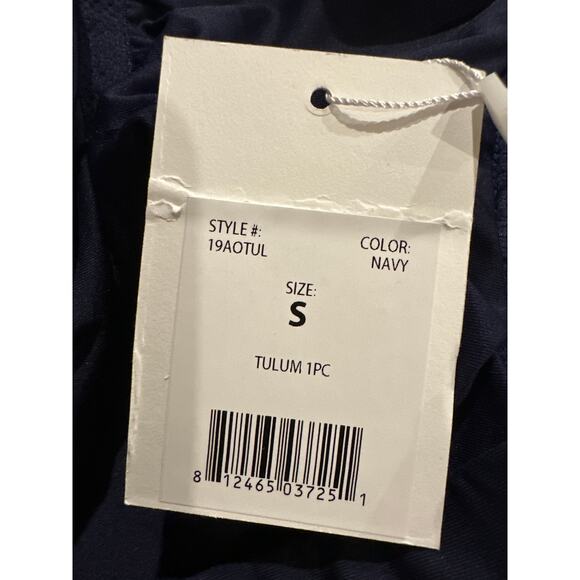 STYLE #:
19AOTUL
COLOR:
NAVY
SIZE:
S
TULUM 1PC
8 12465 03725 1